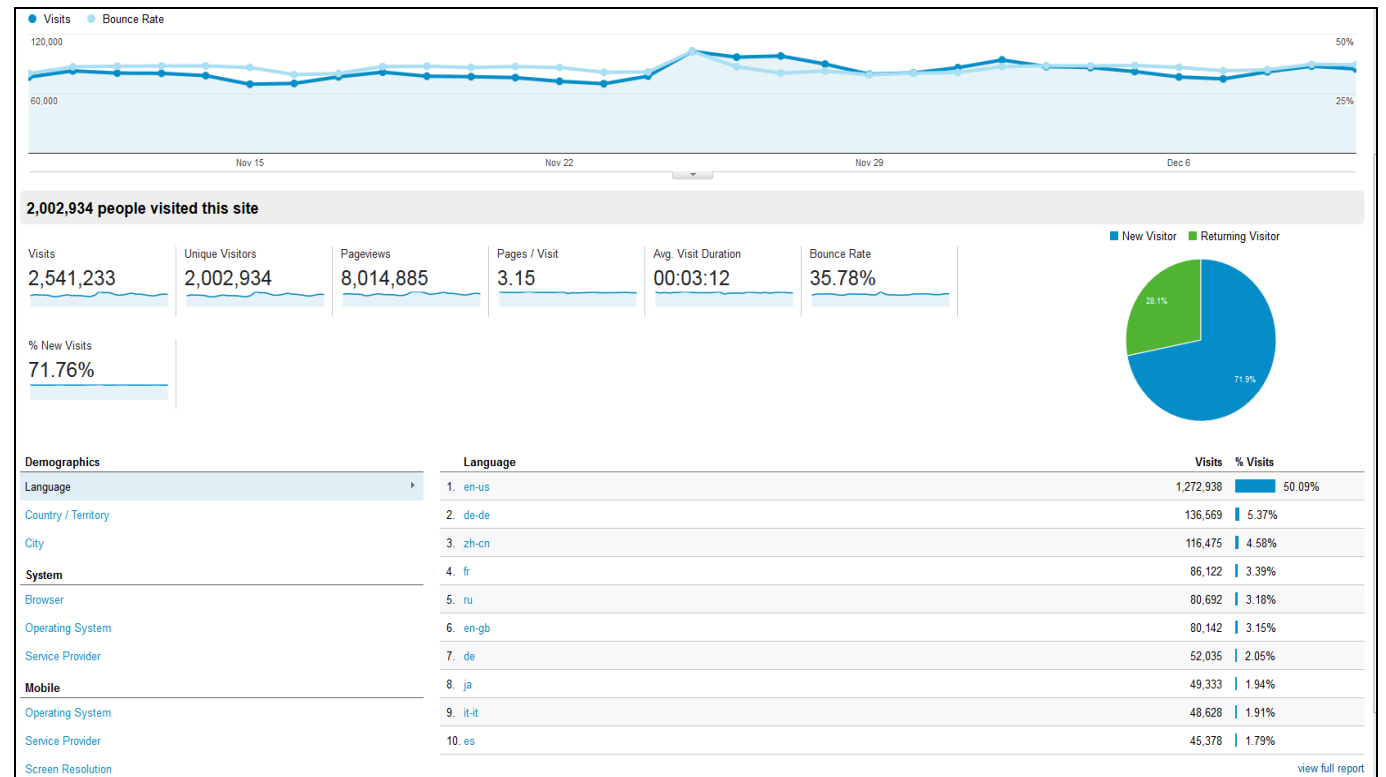 Visits Bounce Rate
120,000 50%
60,000 25%
Nov 15 Nov 22 Nov 29 Dec 6
2,002,934 people visited this site
New Visitor Returning Visitor
Visits Unique Visitors Pageviews Pages / Visit Avg. Visit Duration Bounce Rate
2,541,233 2,002,934 8,014,885 3.15 00:03:12 35.78%
28.1%
% New Visits
71.76%
71.9%
Demographics
Language
Country / Territory
City
System
Browser
Operating System
Service Provider
Mobile
Operating System
Service Provider
Screen Resolution
Language Visits % Visits
1. en-us 1,272,938 50.09%
2. de-de 136,569 5.37%
3. zh-cn 116,475 4.58%
4. fr 86,122 3.39%
5. ru 80,692 3.18%
6. en-gb 80,142 3.15%
7. de 52,035 2.05%
8. ja 49,333 1.94%
9. it-it 48,628 1.91%
10. es 45,378 1.79%
view full report